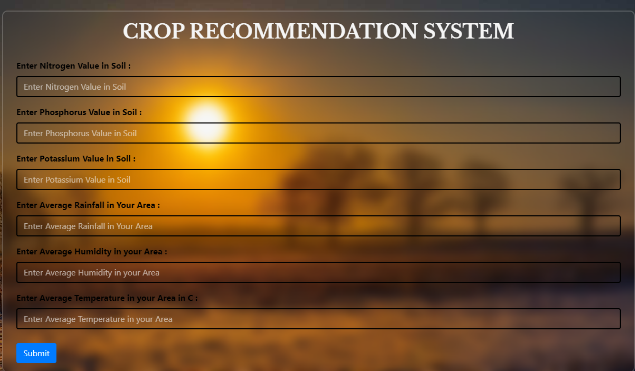 CROP RECOMMENDATION SYSTEM
Enter Nitrogen Value in Soil :
Enter Nitrogen Value in Soil
Enter Phosphorus Value in Soil :
Enter Phosphorus Value in Soil
Enter Potassium Value in Soil :
Enter Potassium Value in Soil
Enter Average Rainfall in Your Area :
Enter Average Rainfall in Your Area
Enter Average Humidity in your Area :
Enter Average Humidity in your Area
Enter Average Temperature in your Area in C :
Enter Average Temperature in your Area
Submit